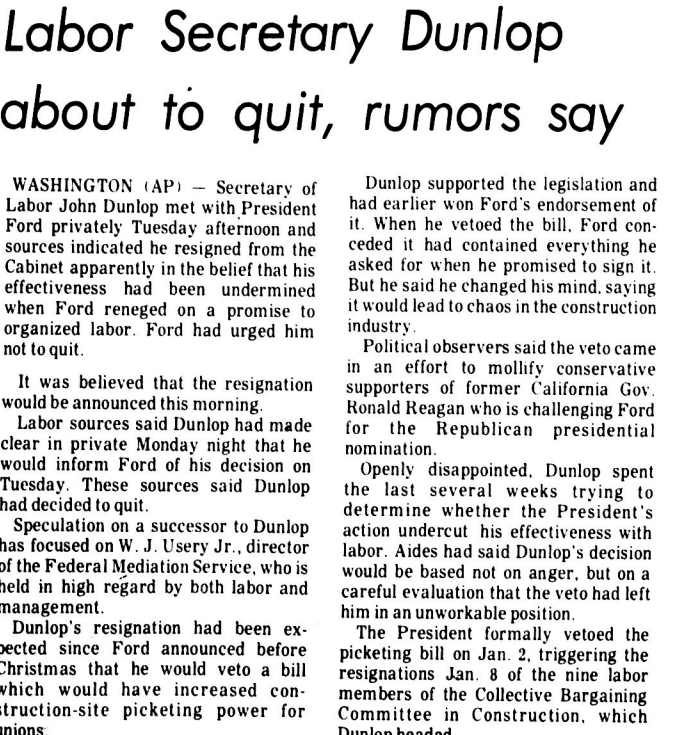 Labor Secretary Dunlop
about to quit, rumors say
WASHINGTON (AP) — Secretary of
Labor John Dunlop met with President
Ford privately Tuesday afternoon and
sources indicated he resigned from the
Cabinet apparently in the belief that his
effectiveness had been undermined
when Ford reneged on a promise to
organized labor. Ford had urged him
not to quit.
It was believed that the resignation
would be announced this morning.
Labor sources said Dunlop had made
clear in private Monday night that he
would inform Ford of his decision on
Tuesday. These sources said Dunlop
had decided to quit.
Speculation on a successor to Dunlop
has focused on W. J. Usery Jr., director
of the Federal Mediation Service, who is
held in high regard by both labor and
management.
Dunlop's resignation had been ex-
pected since Ford announced before
Christmas that he would veto a bill
which would have increased con-
struction-site picketing power for
unions.
Dunlop supported the legislation and
had earlier won Ford's endorsement of
it. When he vetoed the bill, Ford con-
ceded it had contained everything he
asked for when he promised to sign it.
But he said he changed his mind, saying
it would lead to chaos in the construction
industry.
Political observers said the veto came
in an effort to mollify conservative
supporters of former California Gov.
Ronald Reagan who is challenging Ford
for the Republican presidential
nomination.
Openly disappointed, Dunlop spent
the last several weeks trying to
determine whether the President's
action undercut his effectiveness with
labor. Aides had said Dunlop's decision
would be based not on anger, but on a
careful evaluation that the veto had left
him in an unworkable position.
The President formally vetoed the
picketing bill on Jan. 2, triggering the
resignations Jan. 8 of the nine labor
members of the Collective Bargaining
Committee in Construction, which
Dunlop headed.